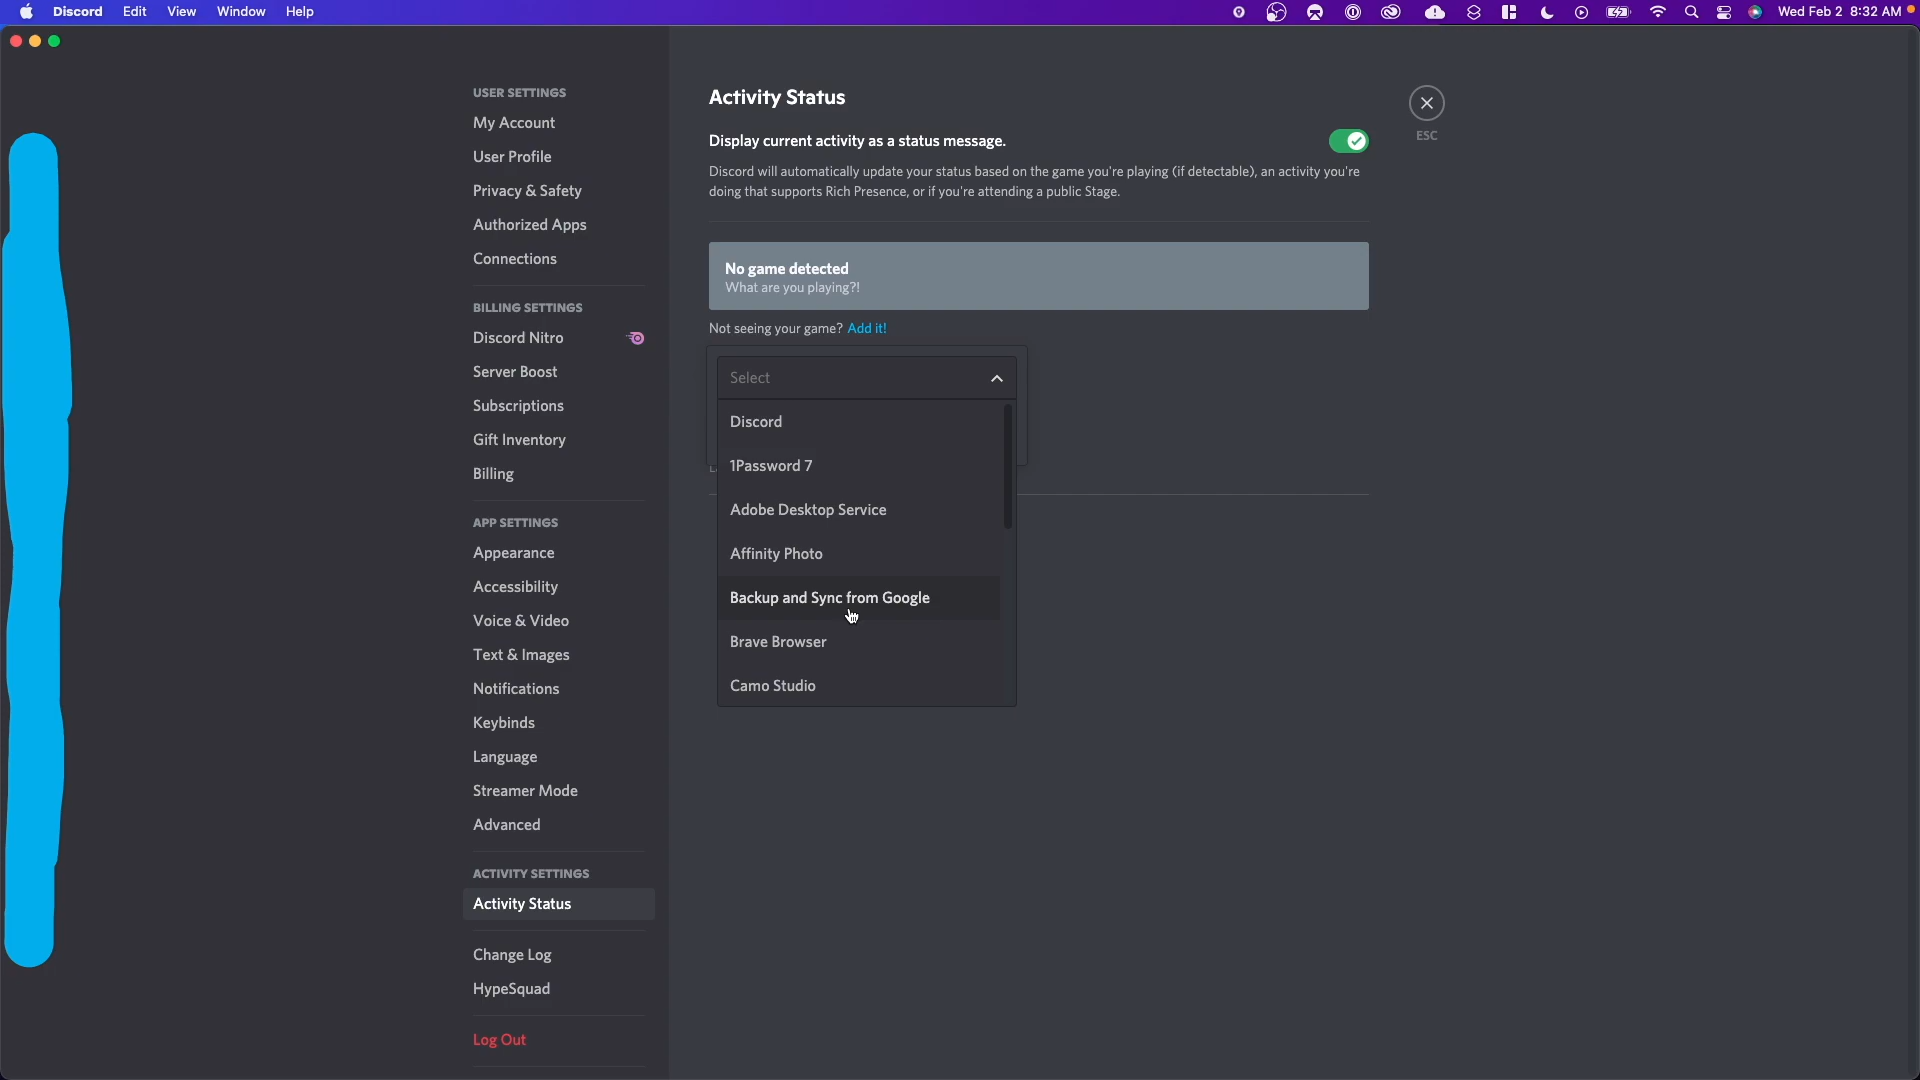 Discord Edit View Window Help
Wed Feb 2 8:32 AM
USER SETTINGS
My Account
User Profile
Privacy & Safety
Authorized Apps
Connections
BILLING SETTINGS
Discord Nitro
Server Boost
Subscriptions
Gift Inventory
Billing
APP SETTINGS
Appearance
Accessibility
Voice & Video
Text & Images
Notifications
Keybinds
Language
Streamer Mode
Advanced
ACTIVITY SETTINGS
Activity Status
Change Log
HypeSquad
Log Out
Activity Status
Display current activity as a status message.
Discord will automatically update your status based on the game you're playing (if detectable), an activity you're
doing that supports Rich Presence, or if you're attending a public Stage.
No game detected
What are you playing?!
Not seeing your game? Add it!
Select
Discord
1Password 7
Adobe Desktop Service
Affinity Photo
Backup and Sync from Google
Brave Browser
Camo Studio
ESC